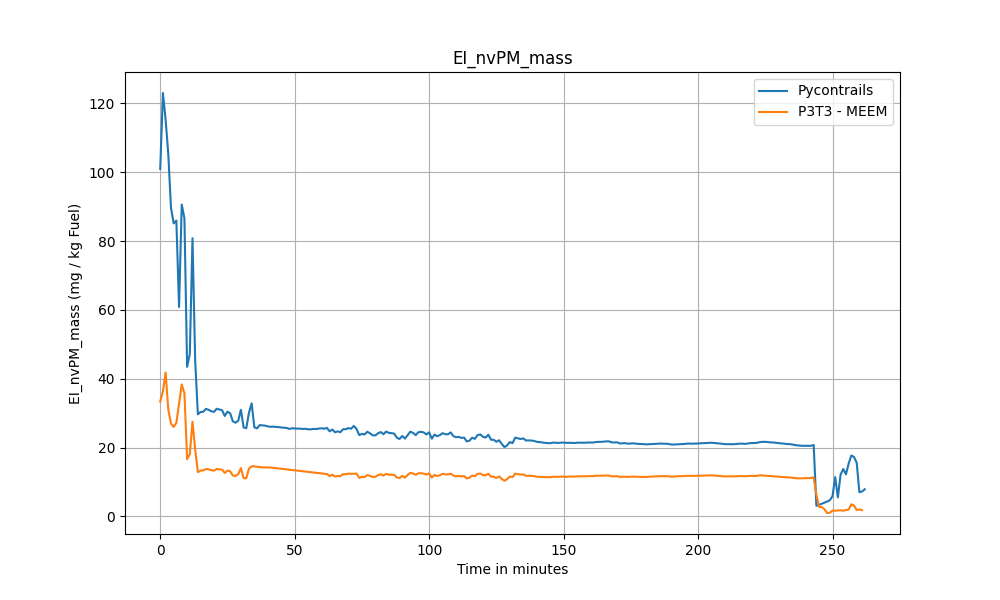 EI_nvPM_mass
Pycontrails
P3T3 - MEEM
EI_nvPM_mass (mg / kg Fuel)
120
100
80
60
40
20
0
0 50 100 150 200 250
Time in minutes